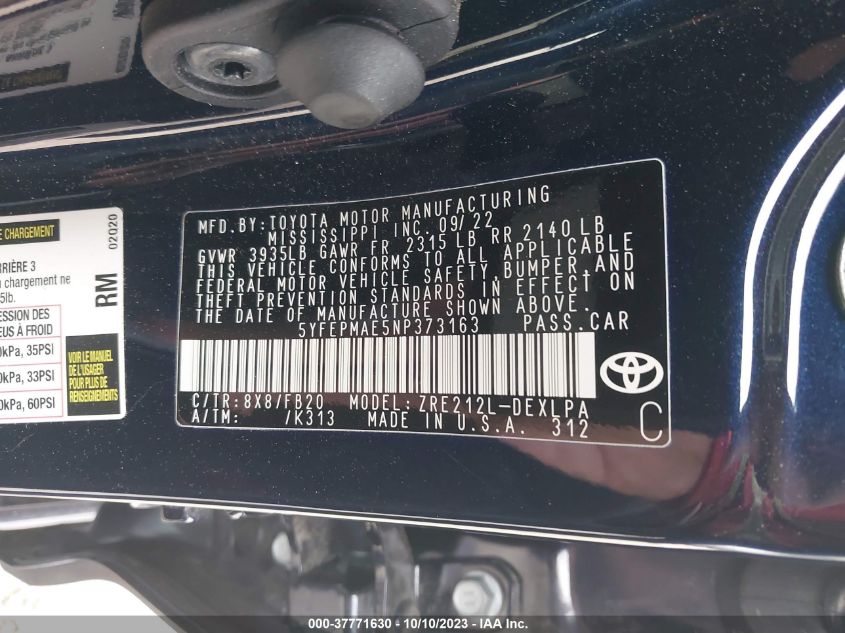 E CHARGEMENT
RRIÈRE 3
u chargement ne
5lb.
ESSION DES
EUS À FROID
0kPa, 35PSI
0kPa, 33PSI
0kPa, 60PSI
VOIR LE MANUEL
DE L'USAGER
POUR PLUS DE
RENSEIGNEMENTS
02020
RM
MFD.BY:TOYOTA MOTOR MANUFACTURING
MISSISSIPPI INC. 09/22
GVWR 3935LB GAWR FR 2315 LB RR 2140 LB
THIS VEHICLE CONFORMS TO ALL APPLICABLE
FEDERAL MOTOR VEHICLE SAFETY, BUMPER,AND
THEFT PREVENTION STANDARDS IN EFFECT ON
THE DATE OF MANUFACTURE SHOWN ABOVE.
5YFEPMAE5NP373163 PASS.CAR
C/TR: 8X8/FB20 MODEL: ZRE212L-DEXLPA
A/TM: /K313 MADE IN U.S.A. 312
C
000-37771630 - 10/10/2023 - IAA Inc.